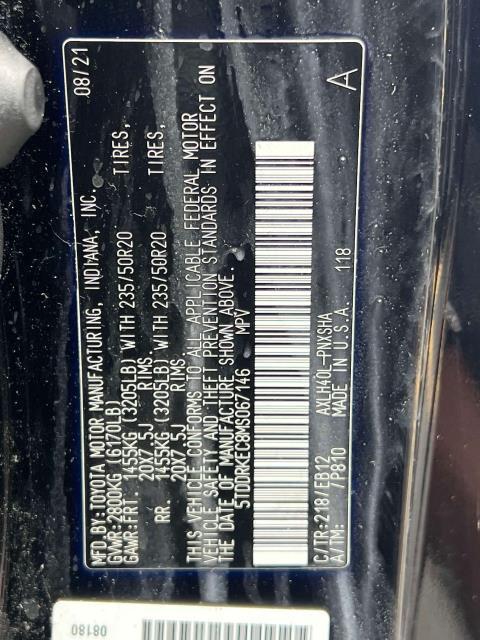 MFD. BY: TOYOTA MOTOR MANUFACTURING, INDIANA, INC. 08/21
GVWR: 2800KG (6170LB)
GAWR: FRT. 1455KG (3205LB) WITH 235/50R20 TIRES,
20X7.5J RIMS
RR. 1455KG (3205LB) WITH 235/50R20 TIRES,
20X7.5J RIMS
THIS VEHICLE CONFORMS TO ALL APPLICABLE FEDERAL MOTOR
VEHICLE SAFETY AND THEFT PREVENTION STANDARDS IN EFFECT ON
THE DATE OF MANUFACTURE SHOWN ABOVE.
5TDDRKEC8MS067146 MPV
C/TR: 218/EB12 AXLH40L-PNXSHA 118 A
A/TM: /P810 MADE IN U.S.A.
08180